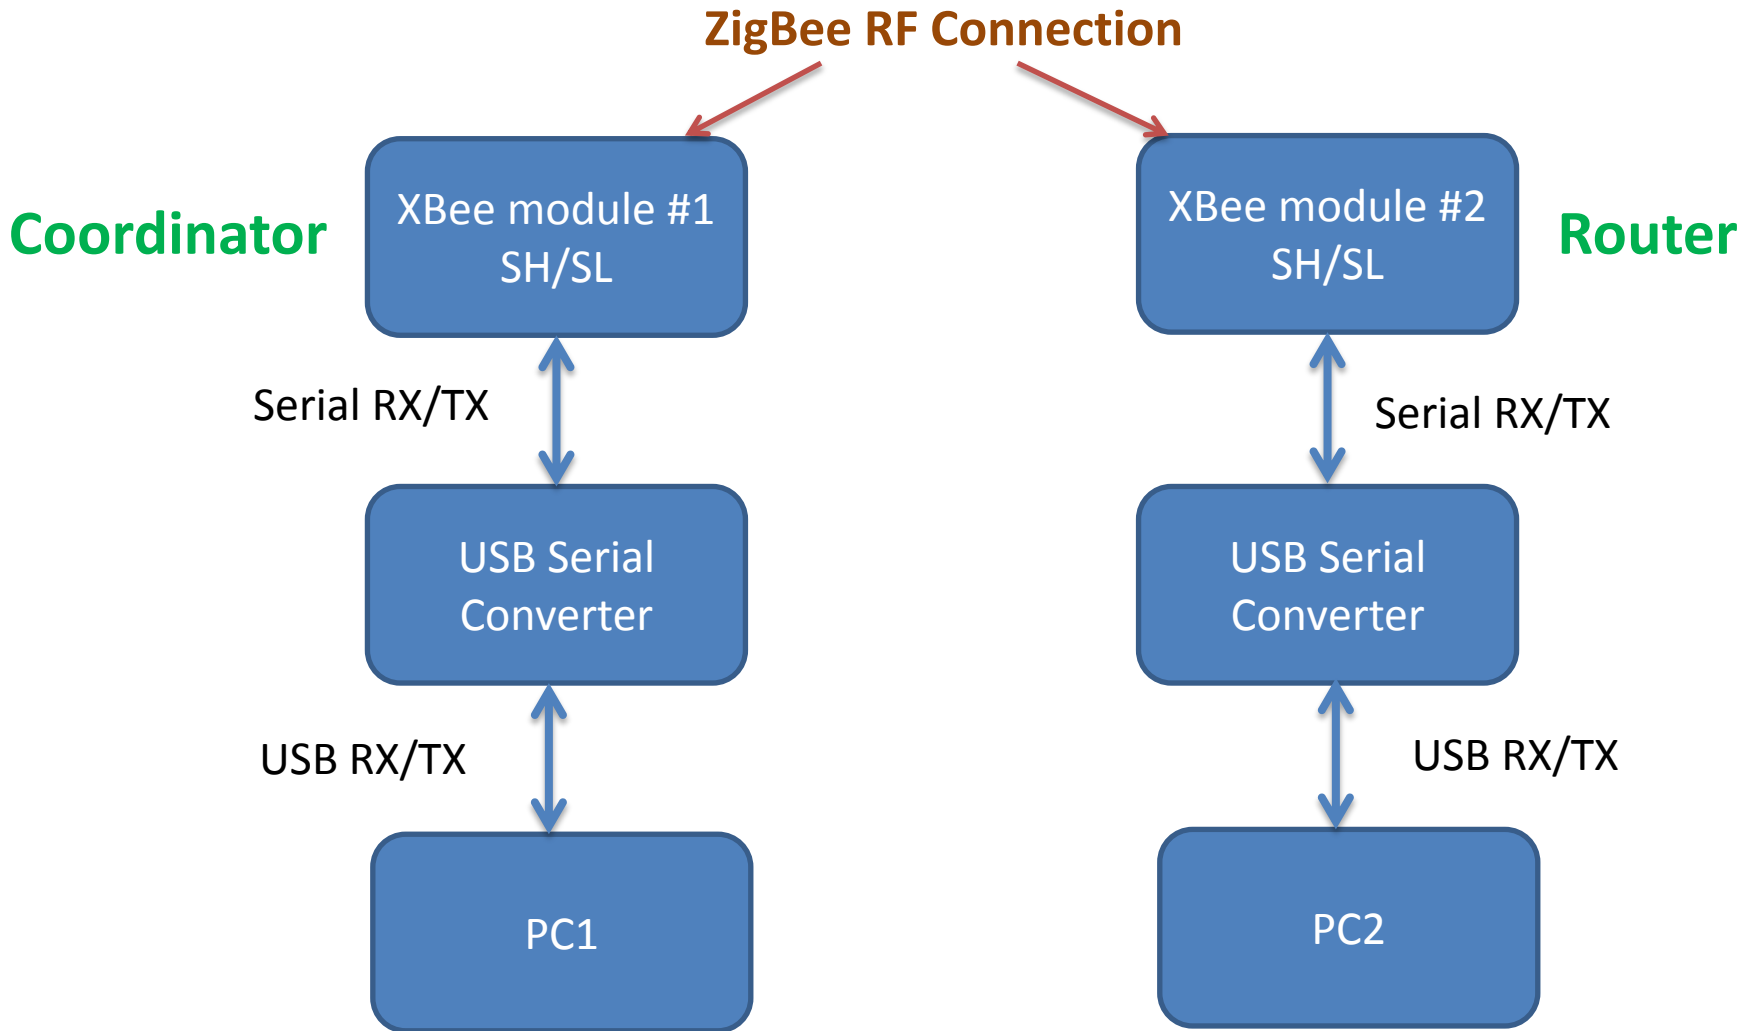 ZigBee RF Connection
Coordinator
XBee module #1
SH/SL
XBee module #2
SH/SL
Router
Serial RX/TX
Serial RX/TX
USB Serial
Converter
USB Serial
Converter
USB RX/TX
USB RX/TX
PC1
PC2